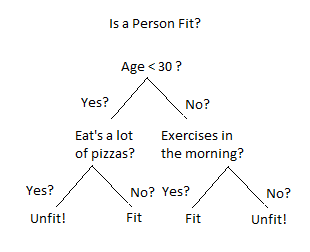 Is a Person Fit?
Age < 30 ?
Yes?
No?
Eat's a lot
of pizzas?
Exercises in
the morning?
Yes?
No?
Yes?
No?
Unfit!
Fit
Fit
Unfit!